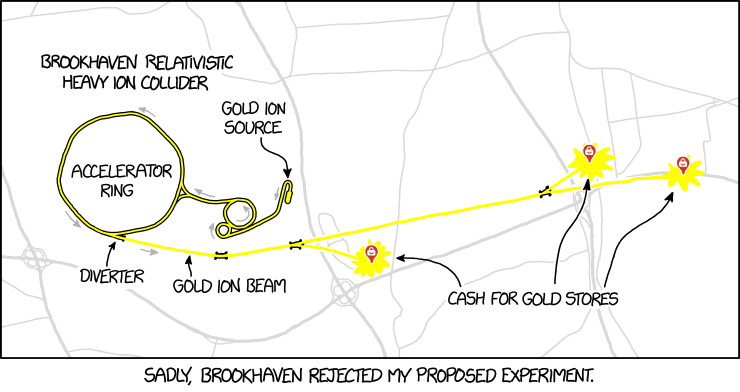 BROOKHAVEN RELATIVISTIC
HEAVY ION COLLIDER
GOLD ION
SOURCE
ACCELERATOR
RING
DIVERTER
GOLD ION BEAM
CASH FOR GOLD STORES
SADLY, BROOKHAVEN REJECTED MY PROPOSED EXPERIMENT.